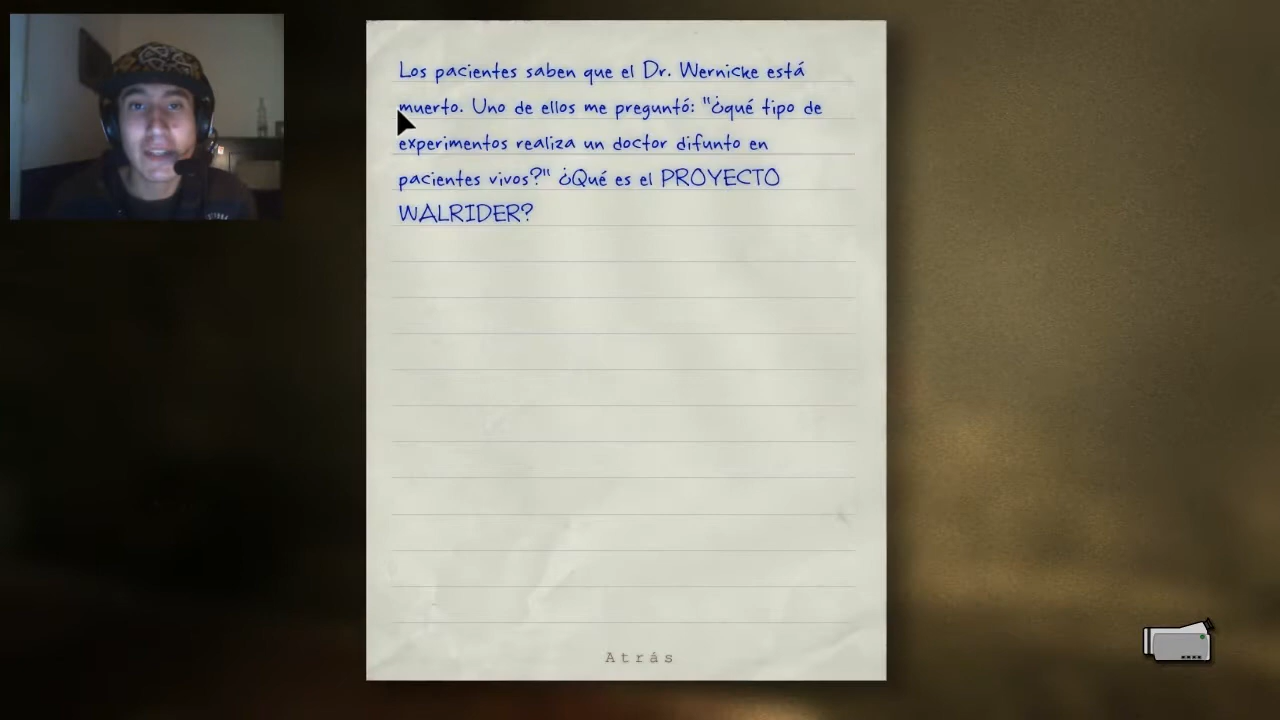 Los pacientes saben que el Dr. Wernicke está
muerto. Uno de ellos me preguntó: "¿qué tipo de
experimentos realiza un doctor difunto en
pacientes vivos?" ¿Qué es el PROYECTO
WALRIDER?
Atrás